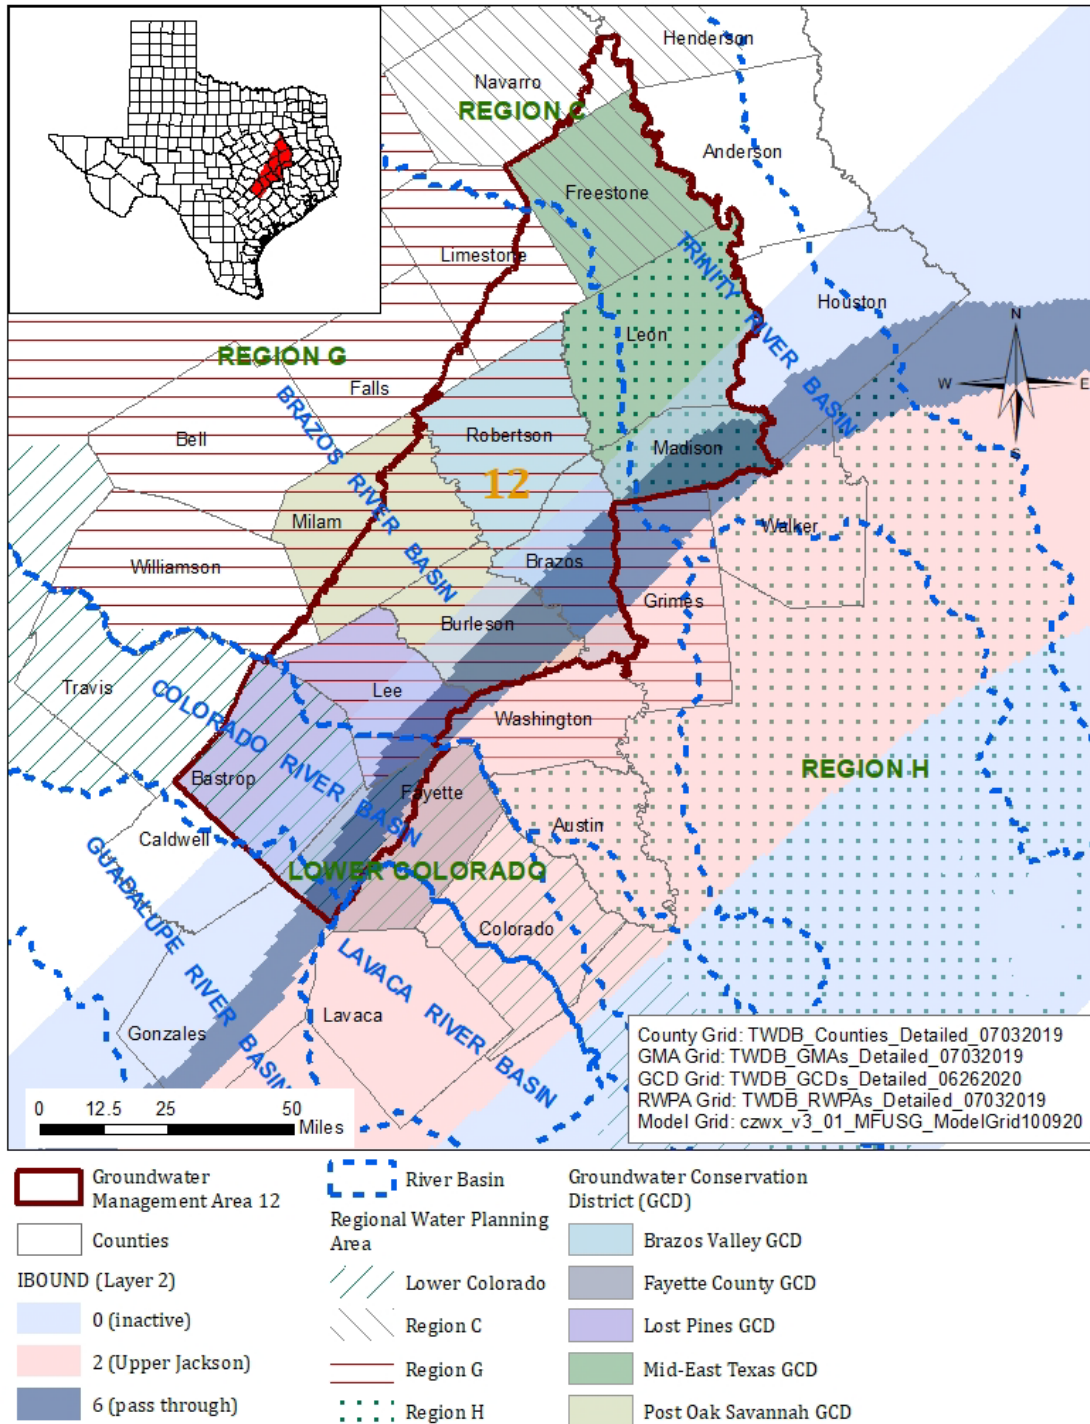 Henderson
Navarro
REGION C
Anderson
Freestone
Limestone
TRINITY RIVER BASIN
Houston
N
W
E
S
Leon
REGION G
Falls
BRAZOS RIVER BASIN
Bell
Robertson
Madison
12
Milam
Walker
Williamson
Brazos
Grimes
Burleson
Travis
Lee
COLORADO RIVER BASIN
Washington
Bastrop
REGION H
Fayette
Austin
Caldwell
GUADALUPE RIVER BASIN
LOWER COLORADO
Colorado
LAVACA RIVER BASIN
Lavaca
Gonzales
County Grid: TWDB_Counties_Detailed_07032019
GMA Grid: TWDB_GMAs_Detailed_07032019
GCD Grid: TWDB_GCDs_Detailed_06262020
RWPA Grid: TWDB_RWPAs_Detailed_07032019
Model Grid: czwx_v3_01_MFUSG_ModelGrid100920
0 12.5 25 50
Miles
Groundwater
Management Area 12
Counties
IBOUND (Layer 2)
0 (inactive)
2 (Upper Jackson)
6 (pass through)
River Basin
Regional Water Planning
Area
Lower Colorado
Region C
Region G
Region H
Groundwater Conservation
District (GCD)
Brazos Valley GCD
Fayette County GCD
Lost Pines GCD
Mid-East Texas GCD
Post Oak Savannah GCD